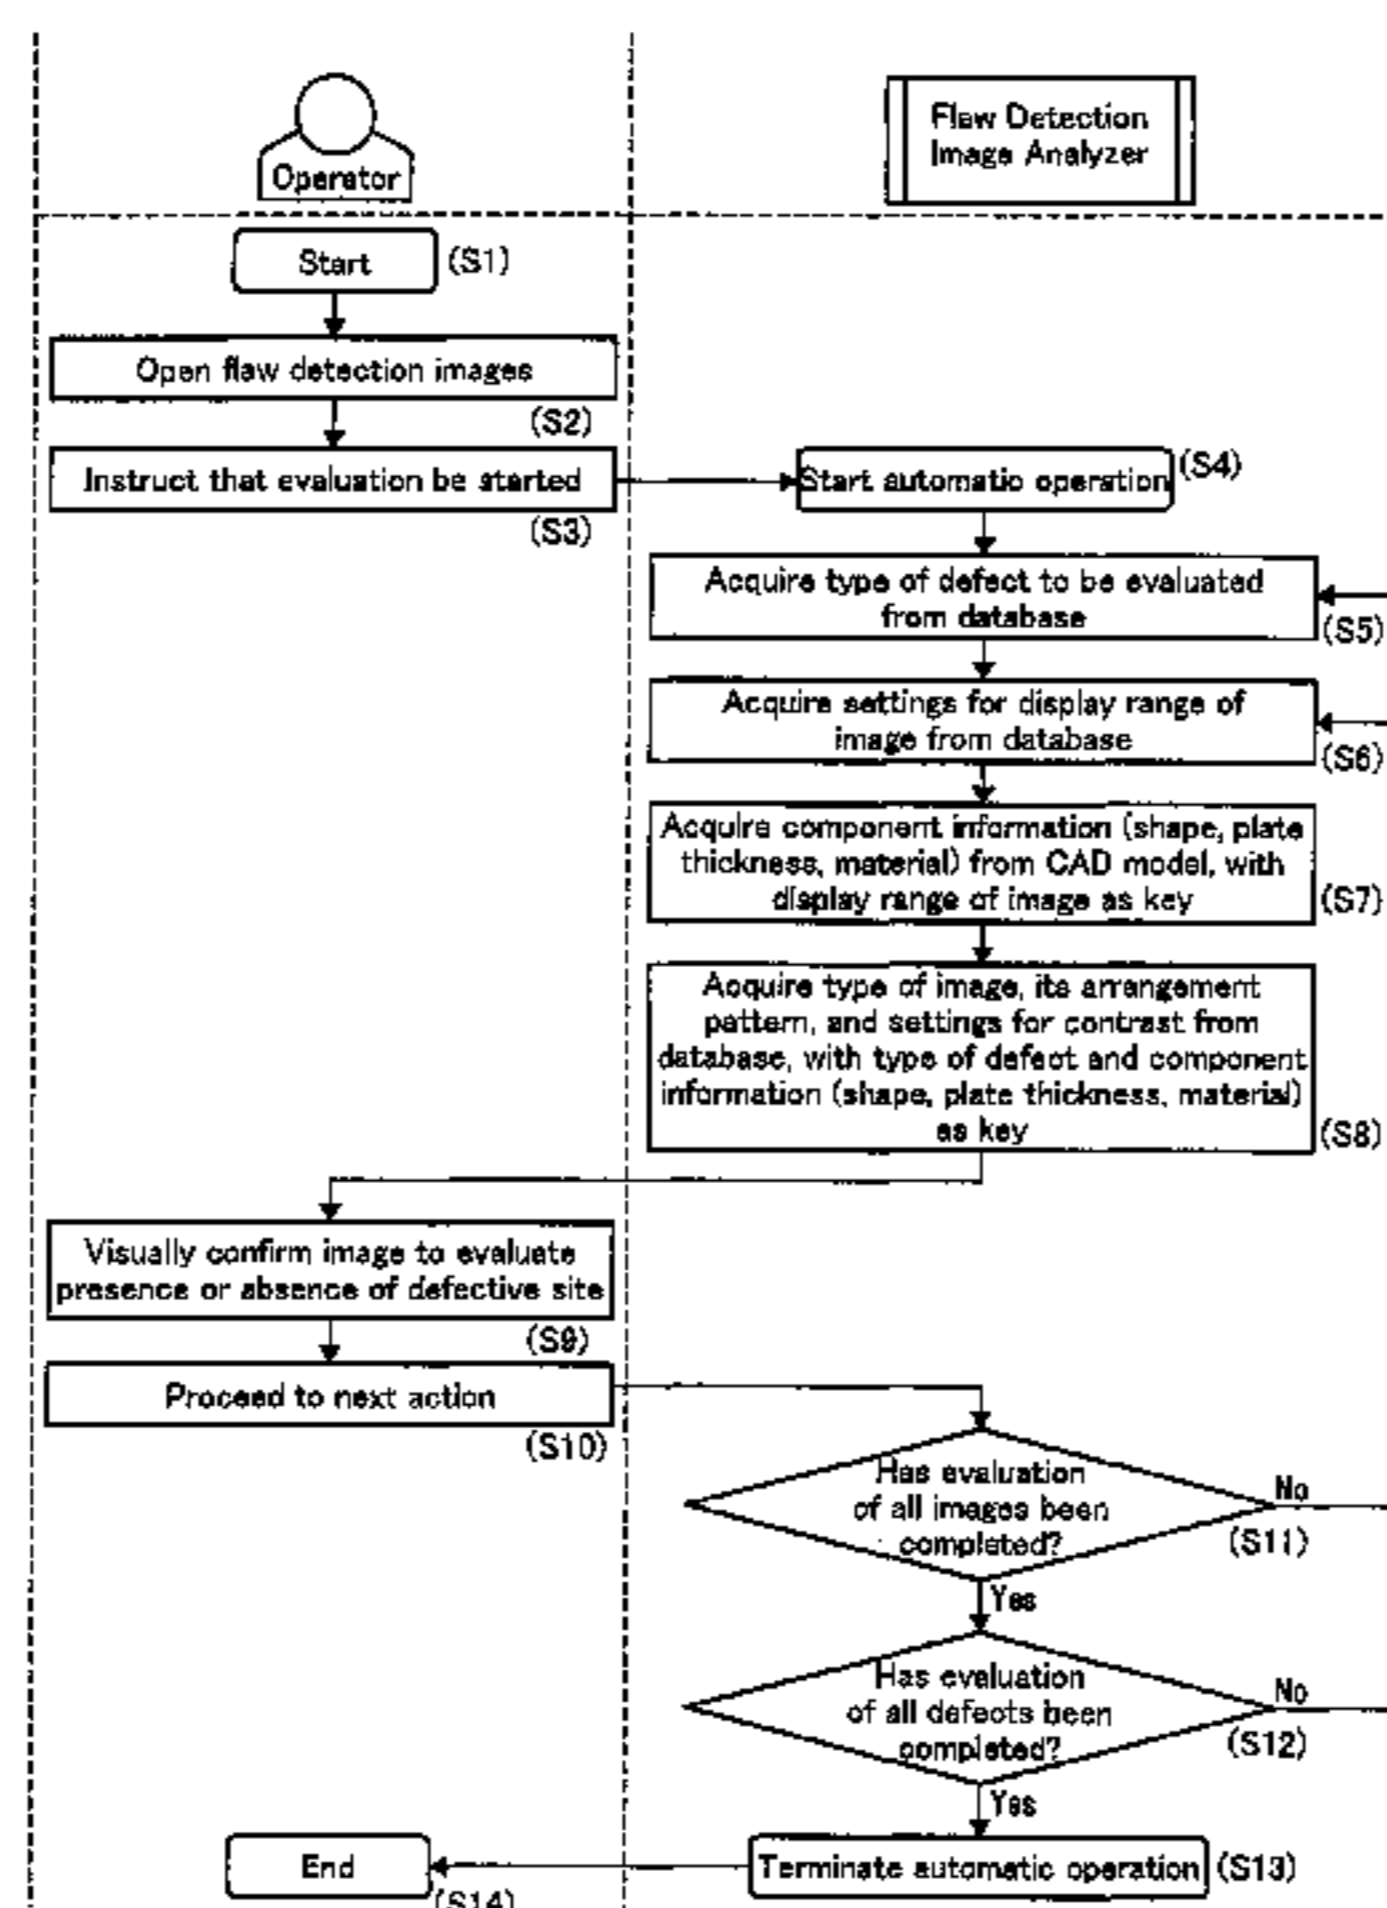 Operator
Flaw Detection
Image Analyzer
Start
(S1)
Open flaw detection images
(S2)
Instruct that evaluation be started
(S3)
Start automatic operation
(S4)
Acquire type of defect to be evaluated
from database
(S5)
Acquire settings for display range of
image from database
(S6)
Acquire component information (shape, plate
thickness, material) from CAD model, with
display range of image as key
(S7)
Acquire type of image, its arrangement
pattern, and settings for contrast from
database, with type of defect and component
information (shape, plate thickness, material)
as key
(S8)
Visually confirm image to evaluate
presence or absence of defective site
(S9)
Proceed to next action
(S10)
Has evaluation
of all images been
completed?
No
(S11)
Yes
Has evaluation
of all defects been
completed?
No
(S12)
Yes
Terminate automatic operation
(S13)
End
(S14)